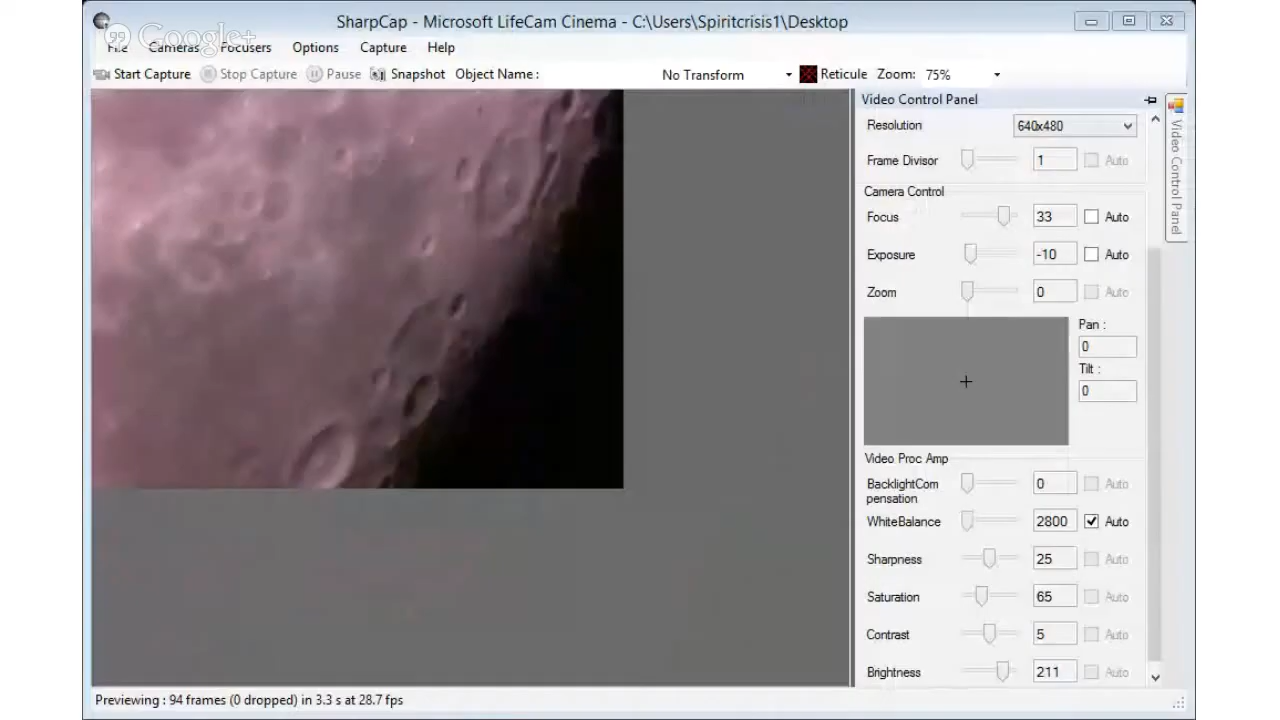 SharpCap - Microsoft LifeCam Cinema - C:\Users\Spiritcrisis1\Desktop
Google+
File Cameras Focusers Options Capture Help
Start Capture Stop Capture Pause Snapshot Object Name : No Transform Reticule Zoom: 75%
Video Control Panel
Video Control Panel
Resolution 640x480
Frame Divisor 1 Auto
Camera Control
Focus 33 Auto
Exposure -10 Auto
Zoom 0 Auto
Pan :
0
Tilt :
0
Video Proc Amp
BacklightCom
pensation 0 Auto
WhiteBalance 2800 Auto
Sharpness 25 Auto
Saturation 65 Auto
Contrast 5 Auto
Brightness 211 Auto
Previewing : 94 frames (0 dropped) in 3.3 s at 28.7 fps